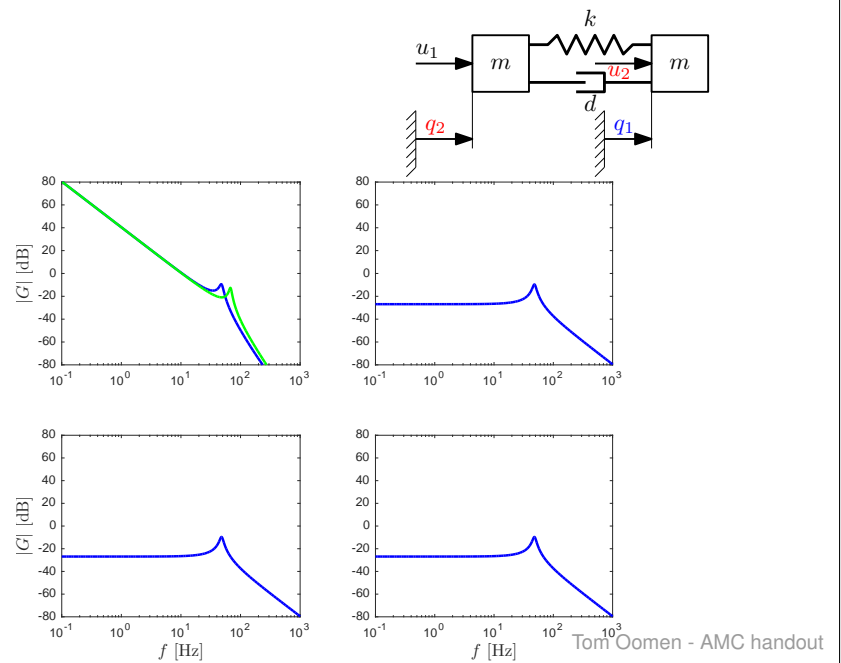 k
u₁ m u₂ m
d
q₂ q₁
80 80
60 60
40 40
20 20
0 0
-20 -20
-40 -40
-60 -60
-80 -80
|G| [dB]
10⁻¹ 10⁰ 10¹ 10² 10³ 10⁻¹ 10⁰ 10¹ 10² 10³
80 80
60 60
40 40
20 20
0 0
-20 -20
-40 -40
-60 -60
-80 -80
|G| [dB]
10⁻¹ 10⁰ 10¹ 10² 10³ 10⁻¹ 10⁰ 10¹ 10² 10³
f [Hz] f [Hz]
Tom Oomen - AMC handout